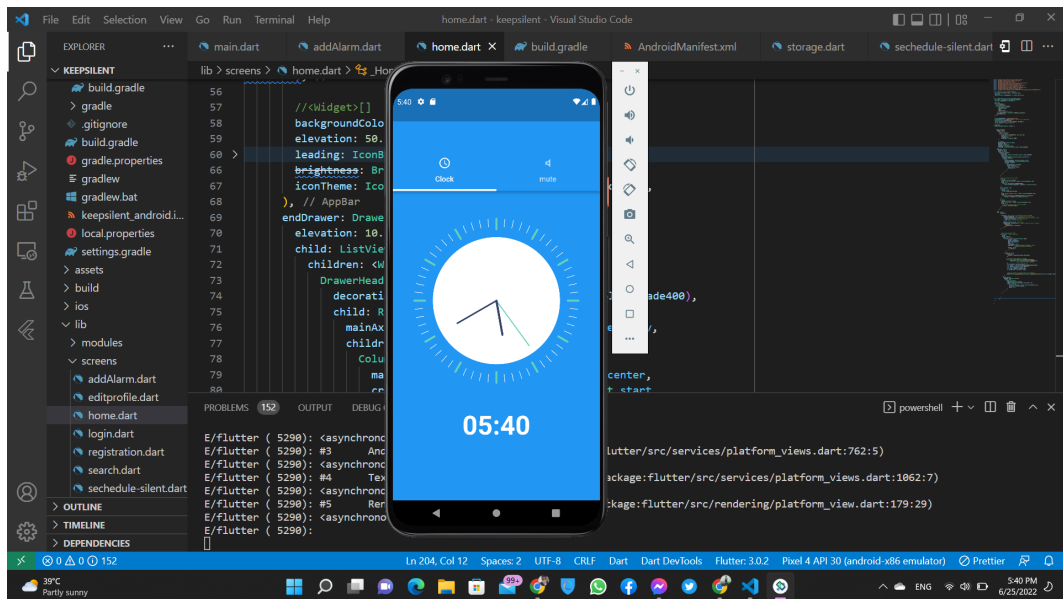 File Edit Selection View Go Run Terminal Help
home.dart - keepsilent - Visual Studio Code
EXPLORER
main.dart addAlarm.dart home.dart build.gradle AndroidManifest.xml storage.dart sechedule-silent.dart
lib > screens > home.dart >
KEEPSILENT
build.gradle
gradle
.gitignore
build.gradle
gradle.properties
gradlew
gradlew.bat
keepsilent_android.i...
local.properties
settings.gradle
assets
build
ios
lib
modules
screens
addAlarm.dart
editprofile.dart
home.dart
login.dart
registration.dart
search.dart
sechedule-silent.dart
OUTLINE
TIMELINE
DEPENDENCIES
56
57 //<Widget>[]
58 backgroundColo
59 elevation: 50.
60 leading: IconB
66 brightness: Br
67 iconTheme: Ico
68 ), // AppBar
69 endDrawer: Drawe
70 elevation: 10.
71 child: ListVie
72 children: <W
73 DrawerHead
74 decorati
ade400),
75 child: R
76 mainAx
77 childr
78 Colu
79 ma
center,
80 cr
start
5:40
Clock
mute
05:40
PROBLEMS 152 OUTPUT DEBUG
powershell
E/flutter ( 5290): <asynchronc
E/flutter ( 5290): #3 And
lutter/src/services/platform_views.dart:762:5)
E/flutter ( 5290): <asynchronc
E/flutter ( 5290): #4 Tex
ackage:flutter/src/services/platform_views.dart:1062:7)
E/flutter ( 5290): <asynchronc
E/flutter ( 5290): #5 Ren
ckage:flutter/src/rendering/platform_view.dart:179:29)
E/flutter ( 5290): <asynchrono
E/flutter ( 5290):
0 0 152
Ln 204, Col 12 Spaces: 2 UTF-8 CRLF Dart Dart DevTools Flutter: 3.0.2 Pixel 4 API 30 (android-x86 emulator) Prettier
39°C
Partly sunny
99+
ENG
5:40 PM
6/25/2022